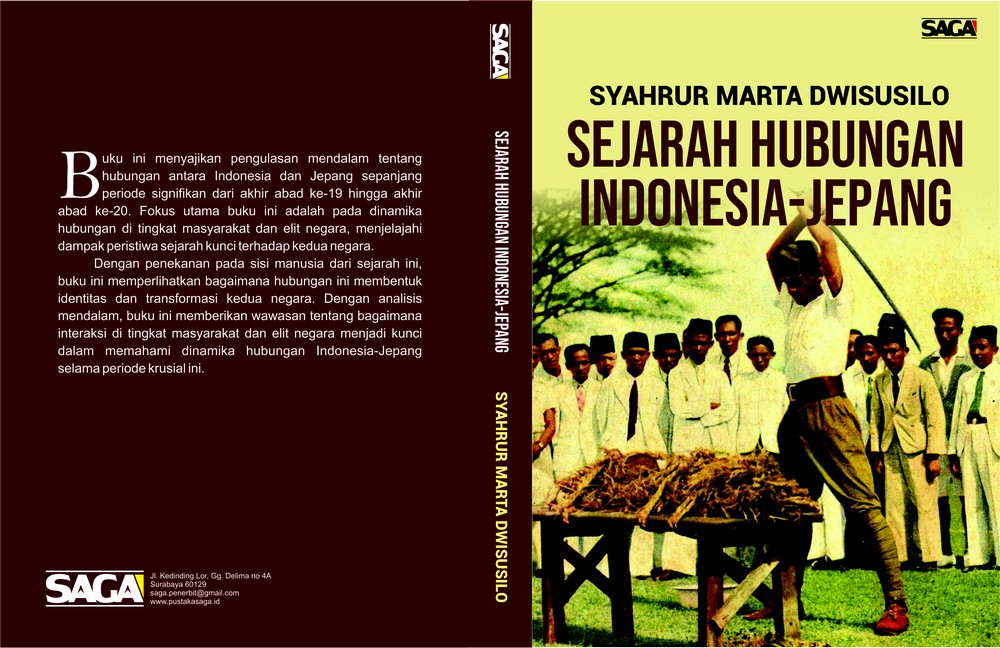 Buku ini menyajikan pengulasan mendalam tentang
hubungan antara Indonesia dan Jepang sepanjang
periode signifikan dari akhir abad ke-19 hingga akhir
abad ke-20. Fokus utama buku ini adalah pada dinamika
hubungan di tingkat masyarakat dan elit negara, menjelajahi
dampak peristiwa sejarah kunci terhadap kedua negara.
Dengan penekanan pada sisi manusia dari sejarah ini,
buku ini memperlihatkan bagaimana hubungan ini membentuk
identitas dan transformasi kedua negara. Dengan analisis
mendalam, buku ini memberikan wawasan tentang bagaimana
interaksi di tingkat masyarakat dan elit negara menjadi kunci
dalam memahami dinamika hubungan Indonesia-Jepang
selama periode krusial ini.
SAGA
Jl. Kedinding Lor, Gg. Delima no 4A
Surabaya 60129
saga.penerbit@gmail.com
www.pustakasaga.id
SAGA
SEJARAH HUBUNGAN INDONESIA-JEPANG
SYAHRUR MARTA DWISUSILO
SAGA
SYAHRUR MARTA DWISUSILO
SEJARAH HUBUNGAN
INDONESIA-JEPANG